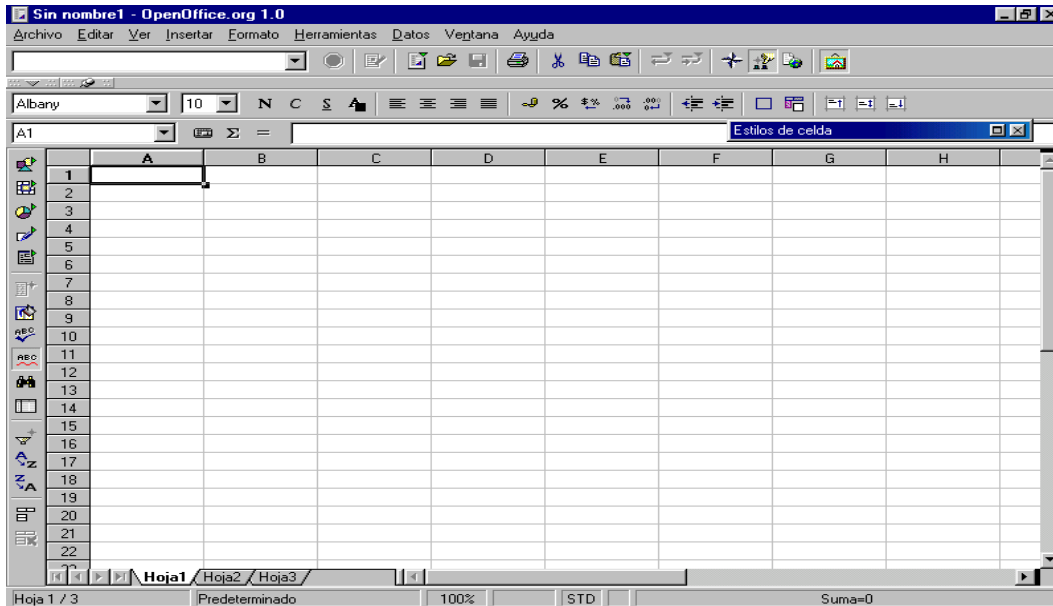 Sin nombre1 - OpenOffice.org 1.0
Archivo Editar Ver Insertar Formato Herramientas Datos Ventana Ayuda
Albany 10 N C S A
A1 Σ =
Estilos de celda
A B C D E F G H
1
2
3
4
5
6
7
8
9
10
11
12
13
14
15
16
17
18
19
20
21
22
Hoja1 Hoja2 Hoja3
Hoja 1 / 3 Predeterminado 100% STD Suma=0